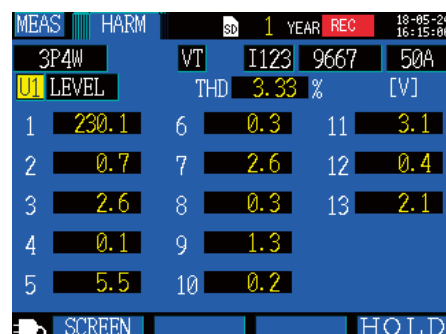 MEAS HARM SD 1 YEAR REC 18-05-24
16:15:00
3P4W VT I123 9667 50A
U1 LEVEL THD 3.33 % [V]
1 230.1 6 0.3 11 3.1
2 0.7 7 2.6 12 0.4
3 2.6 8 0.3 13 2.1
4 0.1 9 1.3
5 5.5 10 0.2
SCREEN HOLD